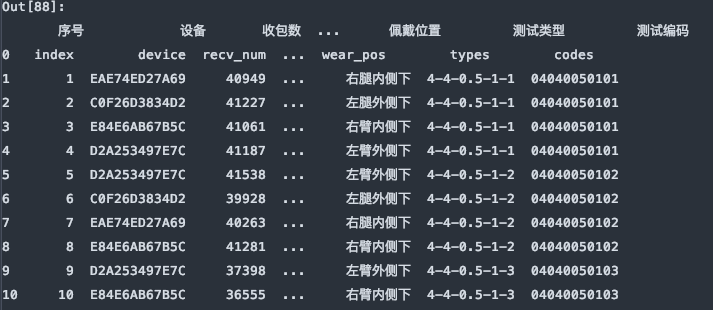 Out[88]:
序号 设备 收包数 ... 佩戴位置 测试类型 测试编码
0 index device recv_num ... wear_pos types codes
1 1 EAE74ED27A69 40949 ... 右腿内侧下 4-4-0.5-1-1 04040050101
2 2 C0F26D3834D2 41227 ... 左腿外侧下 4-4-0.5-1-1 04040050101
3 3 E84E6AB67B5C 41061 ... 右臂内侧下 4-4-0.5-1-1 04040050101
4 4 D2A253497E7C 41187 ... 左臂外侧下 4-4-0.5-1-1 04040050101
5 5 D2A253497E7C 41538 ... 左臂外侧下 4-4-0.5-1-2 04040050102
6 6 C0F26D3834D2 39928 ... 左腿外侧下 4-4-0.5-1-2 04040050102
7 7 EAE74ED27A69 40263 ... 右腿内侧下 4-4-0.5-1-2 04040050102
8 8 E84E6AB67B5C 41281 ... 右臂内侧下 4-4-0.5-1-2 04040050102
9 9 D2A253497E7C 37398 ... 左臂外侧下 4-4-0.5-1-3 04040050103
10 10 E84E6AB67B5C 36555 ... 右臂内侧下 4-4-0.5-1-3 04040050103